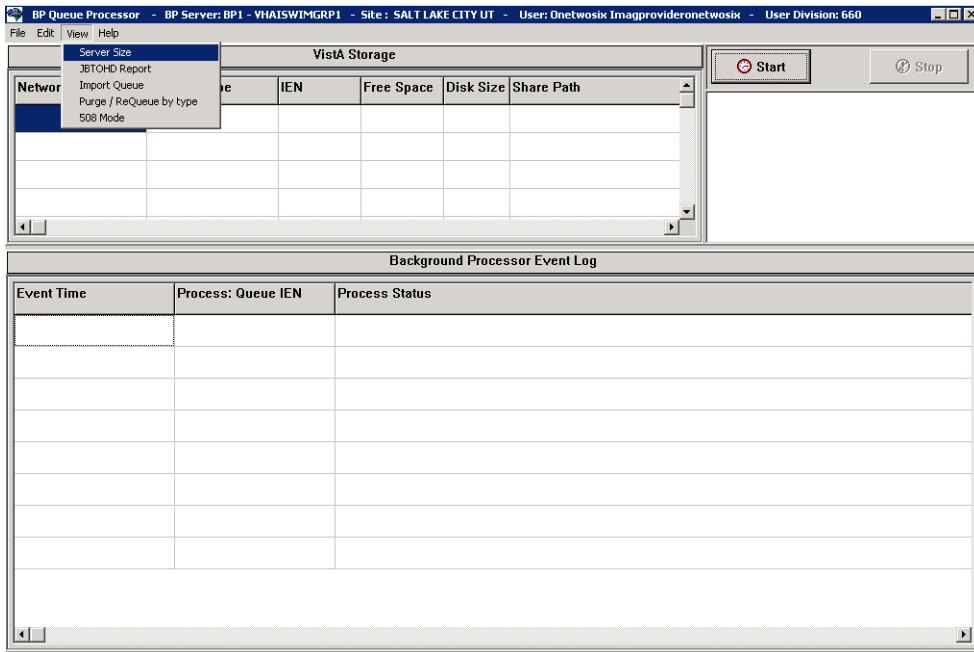 BP Queue Processor - BP Server: BP1 - VHAISWIMGRP1 - Site : SALT LAKE CITY UT - User: Onetwosix Imagprovideronetwosix - User Division: 660
File Edit View Help
Server Size
JBTOHD Report
Import Queue
Purge / ReQueue by type
508 Mode
VistA Storage
Start
Stop
IEN Free Space Disk Size Share Path
Background Processor Event Log
Event Time Process: Queue IEN Process Status